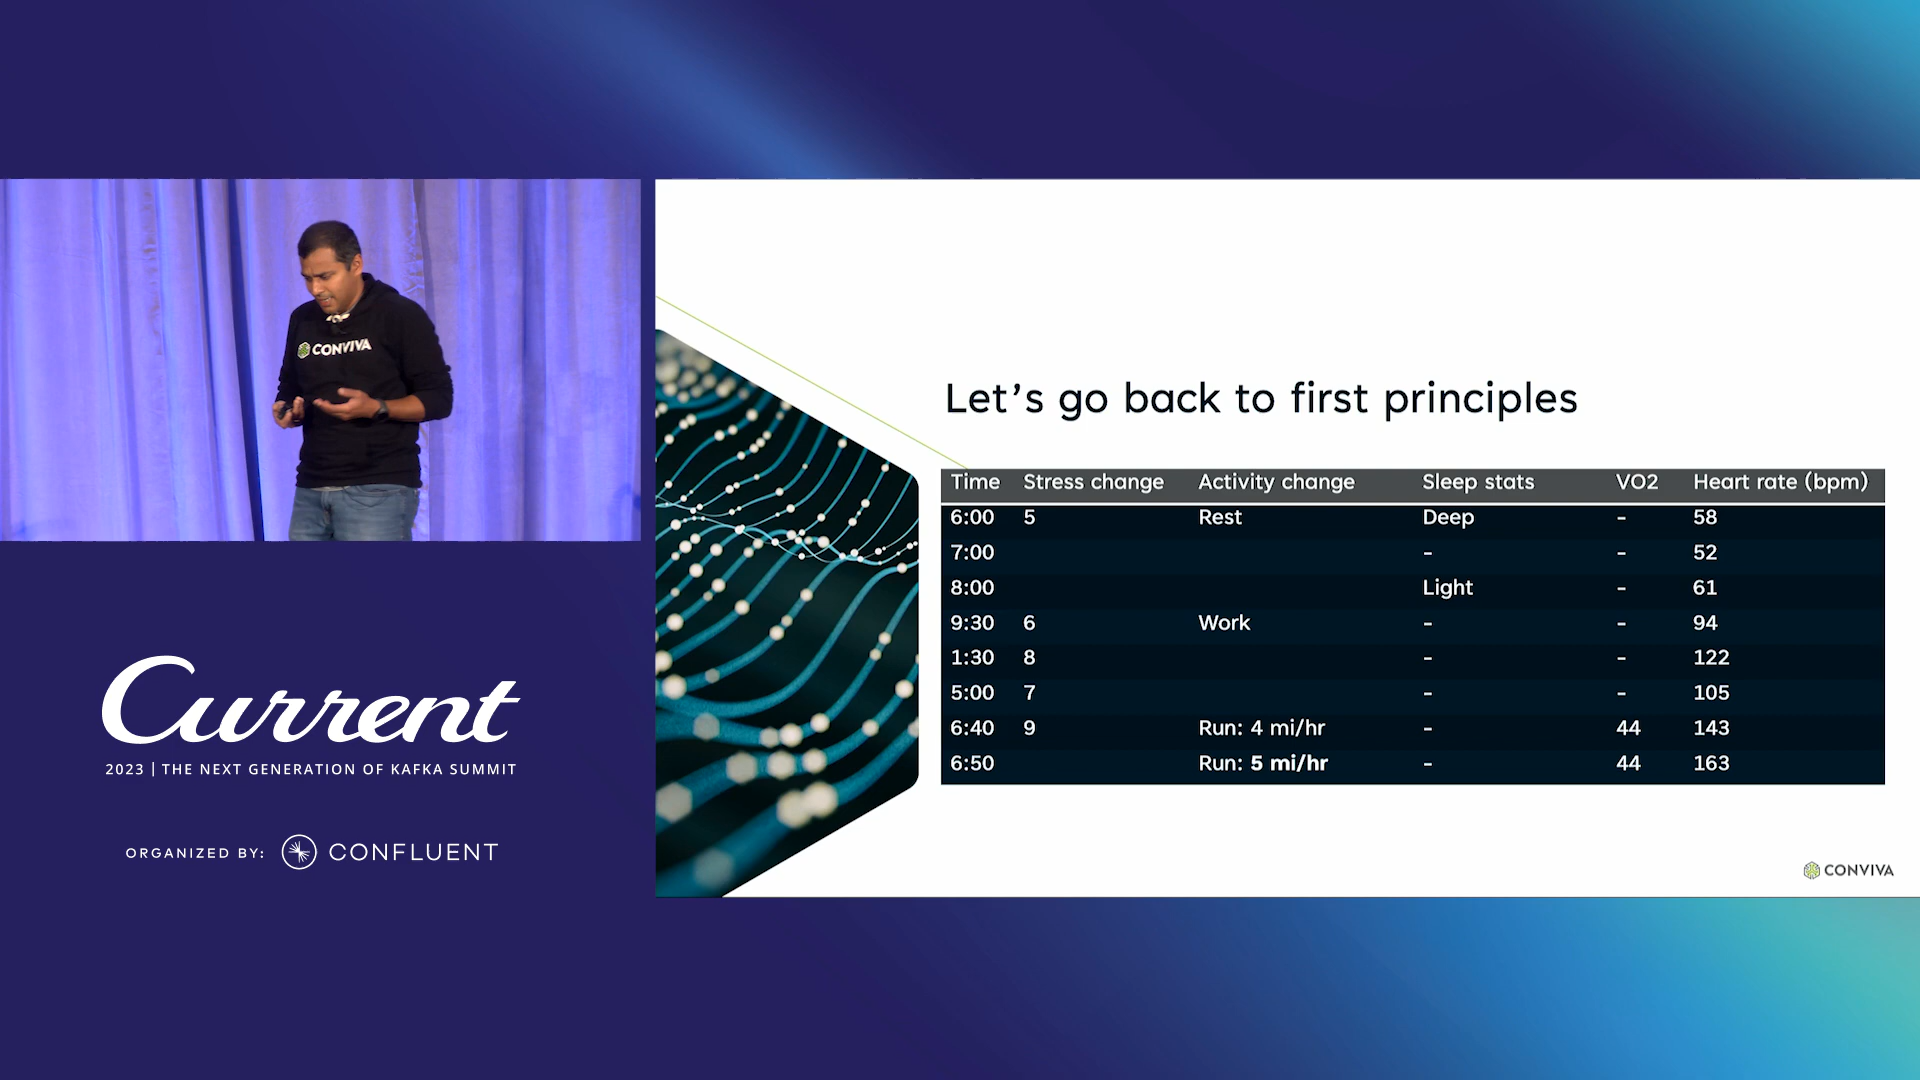 CONVIVA
Current
2023 | THE NEXT GENERATION OF KAFKA SUMMIT
ORGANIZED BY: CONFLUENT
Let's go back to first principles
Time Stress change Activity change Sleep stats VO2 Heart rate (bpm)
6:00 5 Rest Deep - 58
7:00 - - 52
8:00 Light - 61
9:30 6 Work - - 94
1:30 8 - - 122
5:00 7 - - 105
6:40 9 Run: 4 mi/hr - 44 143
6:50 Run: 5 mi/hr - 44 163
CONVIVA